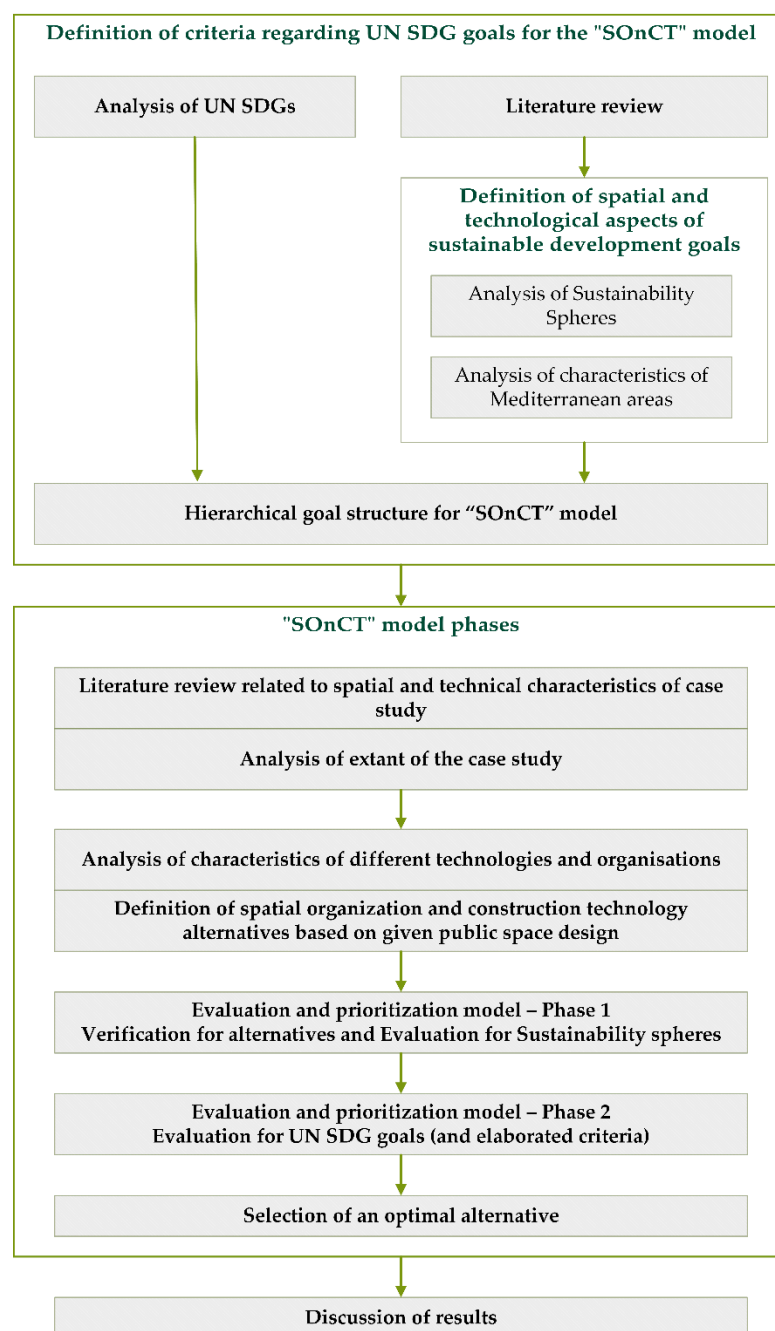 Definition of criteria regarding UN SDG goals for the "SOnCT" model
Analysis of UN SDGs
Literature review
Definition of spatial and
technological aspects of
sustainable development goals
Analysis of Sustainability
Spheres
Analysis of characteristics of
Mediterranean areas
Hierarchical goal structure for “SOnCT” model
"SOnCT" model phases
Literature review related to spatial and technical characteristics of case
study
Analysis of extant of the case study
Analysis of characteristics of different technologies and organisations
Definition of spatial organization and construction technology
alternatives based on given public space design
Evaluation and prioritization model – Phase 1
Verification for alternatives and Evaluation for Sustainability spheres
Evaluation and prioritization model – Phase 2
Evaluation for UN SDG goals (and elaborated criteria)
Selection of an optimal alternative
Discussion of results